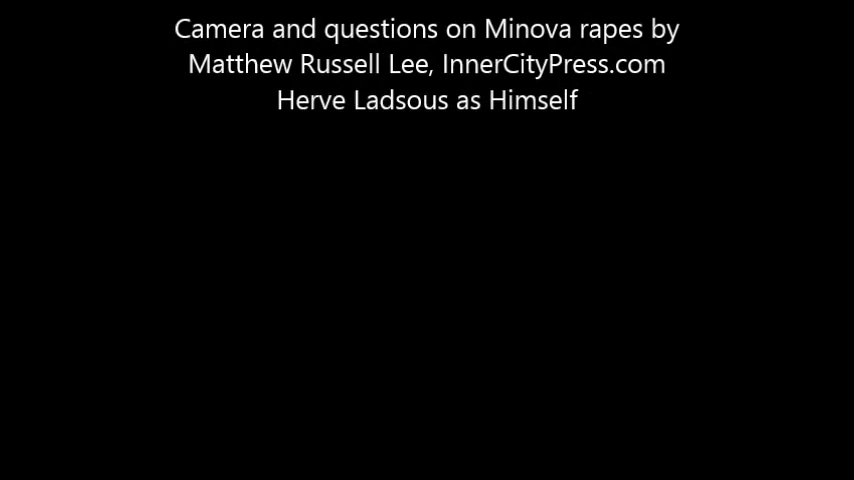 Camera and questions on Minova rapes by
Matthew Russell Lee, InnerCityPress.com
Herve Ladsous as Himself